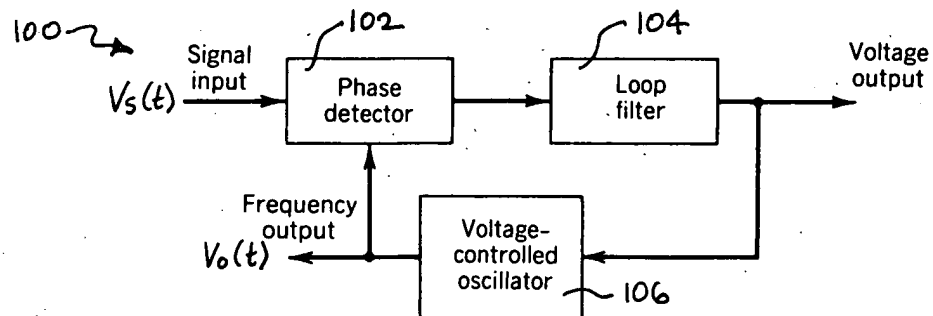 100
102
104
Signal
input
Vs(t)
Phase
detector
Loop
filter
Voltage
output
Frequency
output
Vo(t)
Voltage-
controlled
oscillator
106